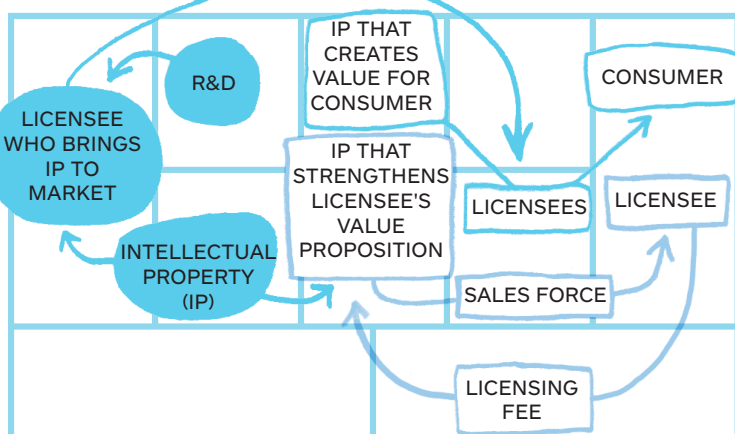 IP THAT
CREATES
VALUE FOR
CONSUMER
R&D
CONSUMER
LICENSEE
WHO BRINGS
IP TO
MARKET
IP THAT
STRENGTHENS
LICENSEE'S
VALUE
PROPOSITION
LICENSEES
LICENSEE
INTELLECTUAL
PROPERTY
(IP)
SALES FORCE
LICENSING
FEE